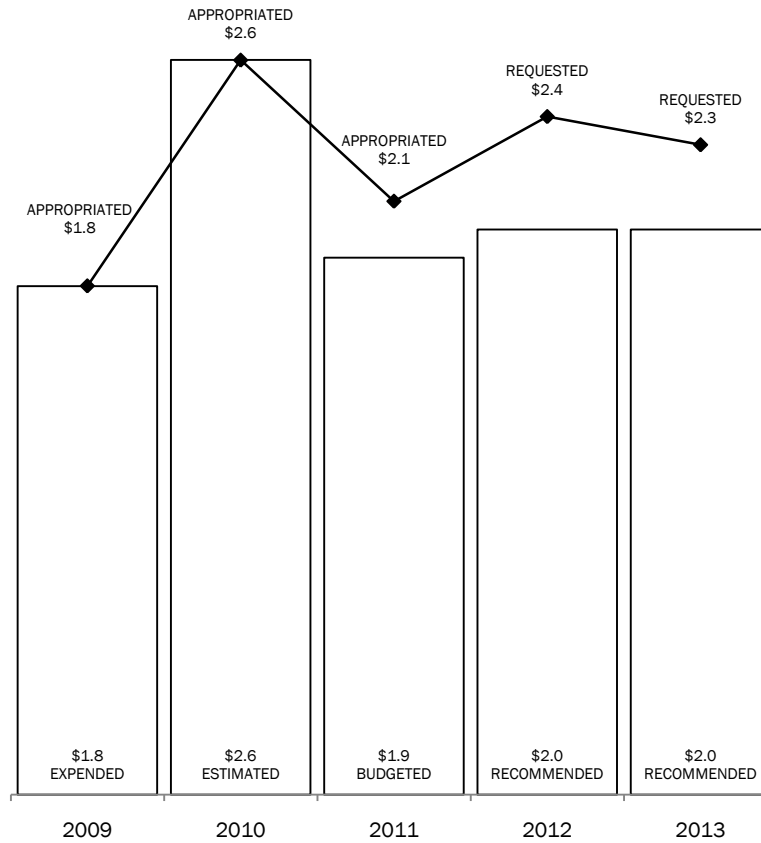 APPROPRIATED
$2.6
REQUESTED
$2.4
REQUESTED
$2.3
APPROPRIATED
$2.1
APPROPRIATED
$1.8
$1.8
EXPENDED
$2.6
ESTIMATED
$1.9
BUDGETED
$2.0
RECOMMENDED
$2.0
RECOMMENDED
2009
2010
2011
2012
2013